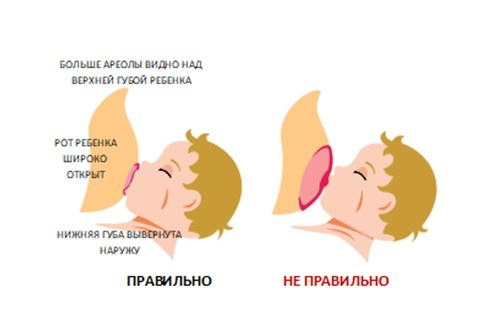 БОЛЬШЕ АРЕОЛЫ ВИДНО НАД
ВЕРХНЕЙ ГУБОЙ РЕБЕНКА
РОТ РЕБЕНКА
ШИРОКО
ОТКРЫТ
НИЖНЯЯ ГУБА ВЫВЕРНУТА
НАРУЖУ
ПРАВИЛЬНО
НЕ ПРАВИЛЬНО